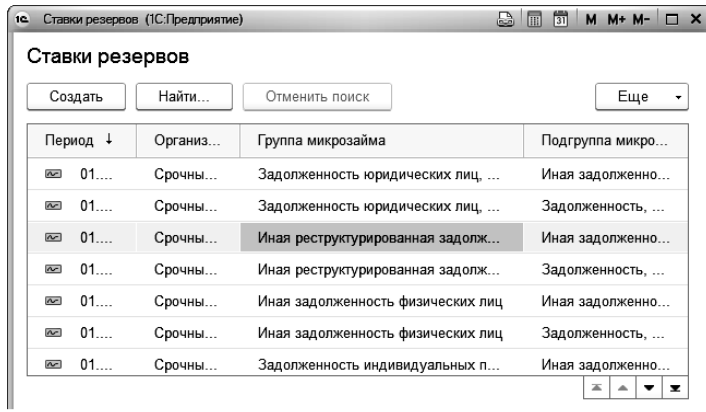 1С Ставки резервов (1С:Предприятие) 31 M M+ M-
Ставки резервов
Создать Найти... Отменить поиск Еще
Период ↓ Организ... Группа микрозайма Подгруппа микро...
01.... Срочны... Задолженность юридических лиц, ... Иная задолженно...
01.... Срочны... Задолженность юридических лиц, ... Задолженность, ...
01.... Срочны... Иная реструктурированная задолж... Иная задолженно...
01.... Срочны... Иная реструктурированная задолж... Задолженность, ...
01.... Срочны... Иная задолженность физических лиц Иная задолженно...
01.... Срочны... Иная задолженность физических лиц Задолженность, ...
01.... Срочны... Задолженность индивидуальных п... Иная задолженно...